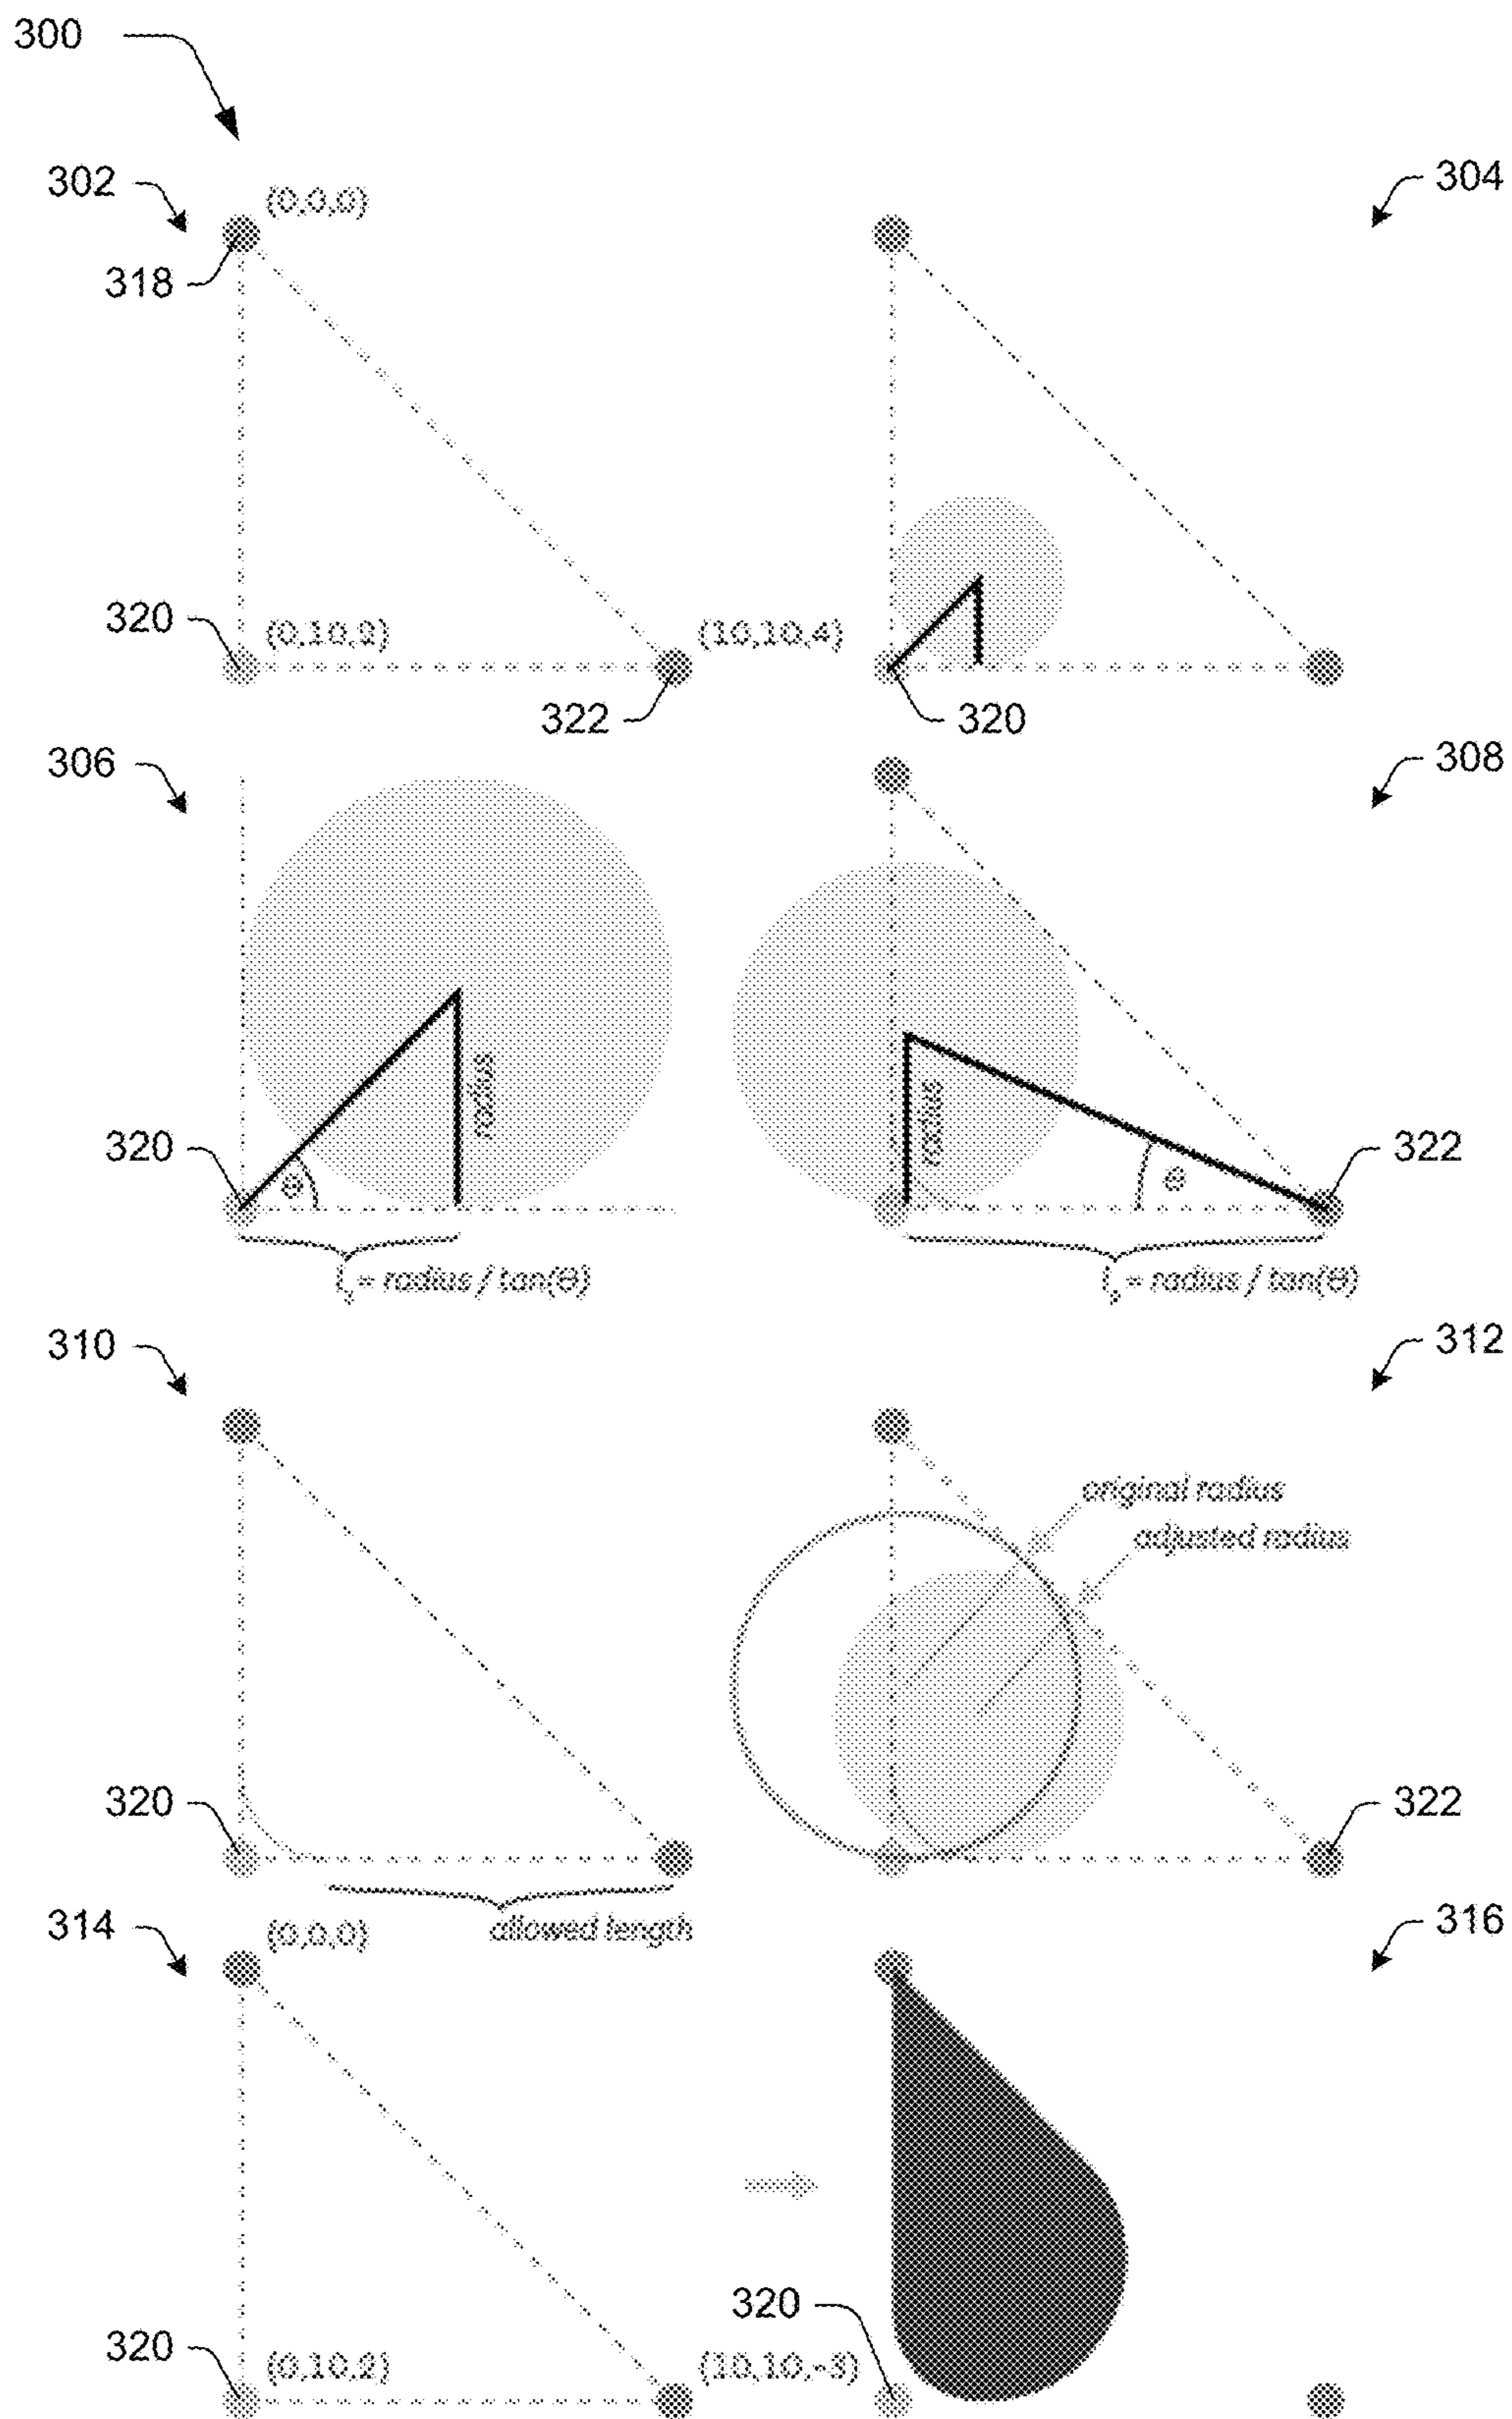 300
302
(0,0,0)
304
318
320
(0,10,2)
(10,10,4)
322
320
306
308
radius
radius
320
θ
θ
322
= radius / tan(θ)
= radius / tan(θ)
310
312
original radius
adjusted radius
320
322
allowed length
314
(0,0,0)
316
320
320
(0,10,2)
(10,10,-3)